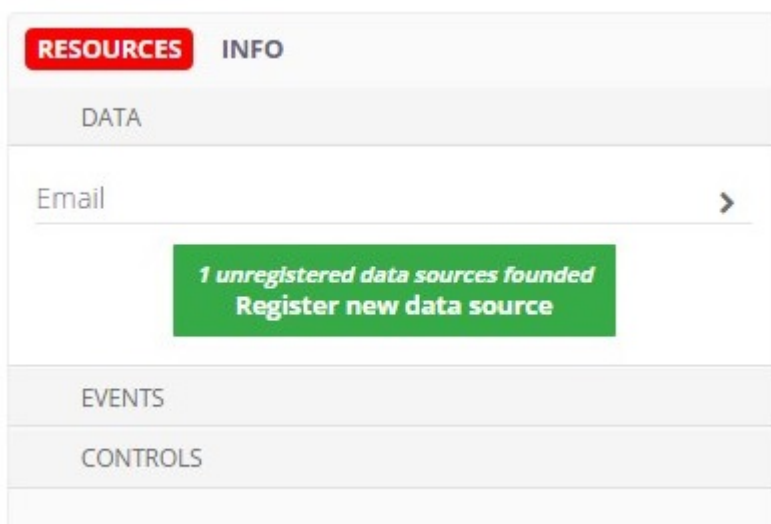 RESOURCES INFO
DATA
Email
1 unregistered data sources founded
Register new data source
EVENTS
CONTROLS